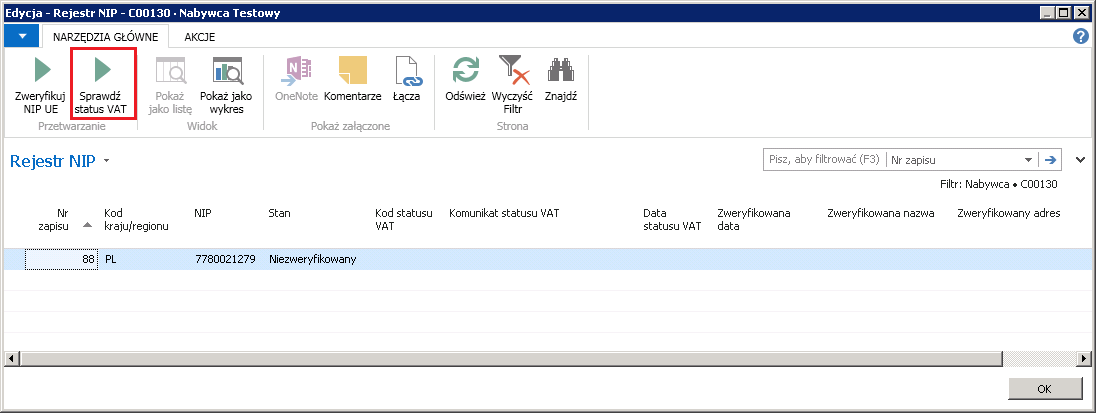 Edycja - Rejestr NIP - C00130 · Nabywca Testowy
NARZĘDZIA GŁÓWNE AKCJE
Zweryfikuj NIP UE
Sprawdź status VAT
Pokaż jako listę
Pokaż jako wykres
OneNote
Komentarze
Łącza
Odśwież
Wyczyść Filtr
Znajdź
Przetwarzanie
Widok
Pokaż załączone
Strona
Rejestr NIP
Pisz, aby filtrować (F3) Nr zapisu
Filtr: Nabywca • C00130
Nr zapisu
Kod kraju/regionu
NIP
Stan
Kod statusu VAT
Komunikat statusu VAT
Data statusu VAT
Zweryfikowana data
Zweryfikowana nazwa
Zweryfikowany adres
88 PL 7780021279 Niezweryfikowany
OK